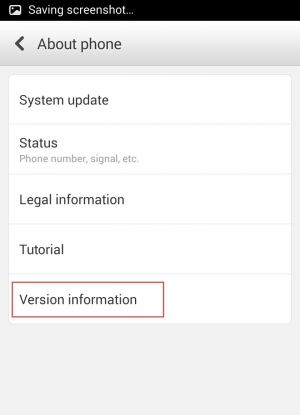 Saving screenshot...
About phone
System update
Status
Phone number, signal, etc.
Legal information
Tutorial
Version information